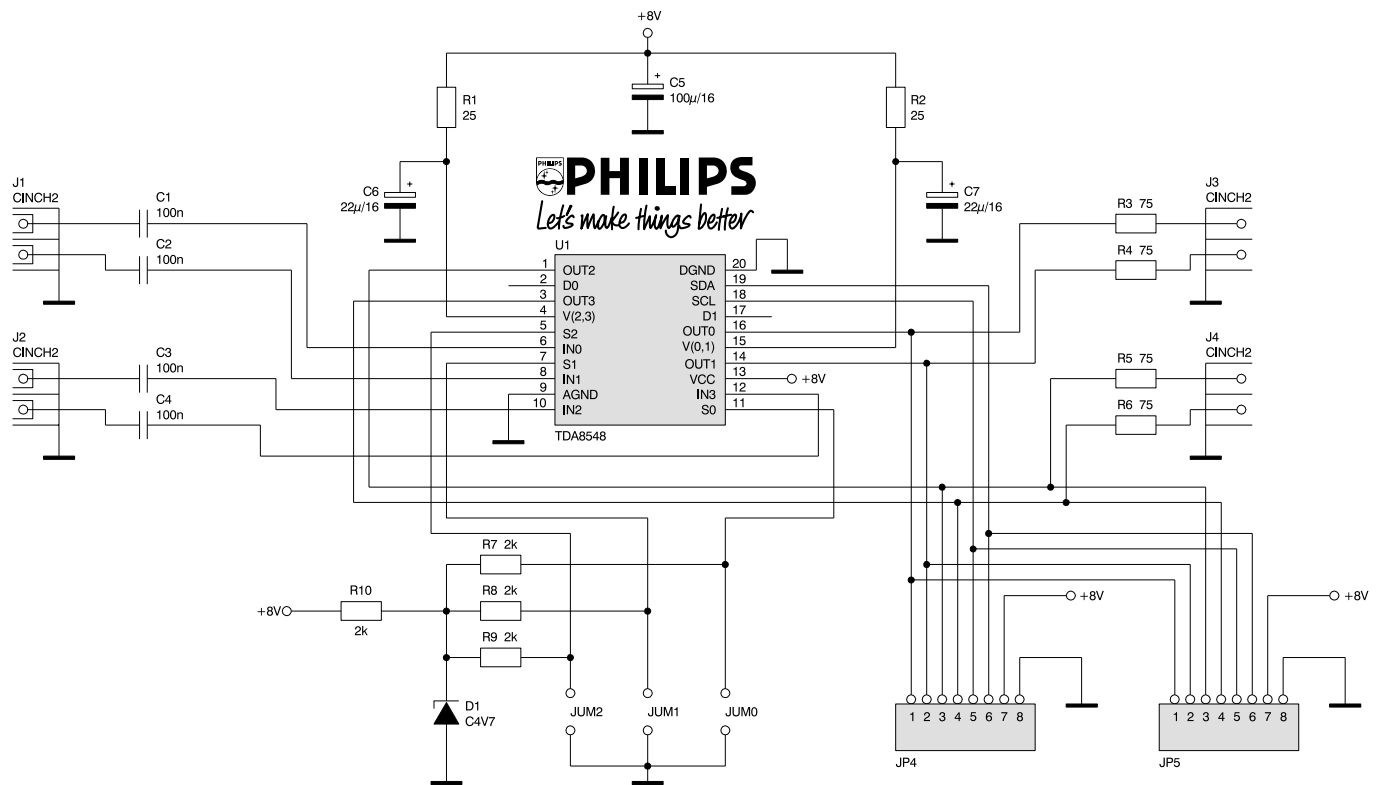 +8V
+
C5
100µ/16
R1
25
R2
25
PHILIPS
PHILIPS
Let's make things better
+
C6
22µ/16
+
C7
22µ/16
J1
CINCH2
C1
100n
C2
100n
J2
CINCH2
C3
100n
C4
100n
J3
CINCH2
R3 75
R4 75
J4
CINCH2
R5 75
R6 75
U1
1 OUT2 DGND 20
2 D0 SDA 19
3 OUT3 SCL 18
4 V(2,3) D1 17
5 S2 OUT0 16
6 IN0 V(0,1) 15
7 S1 OUT1 14
8 IN1 VCC 13 +8V
9 AGND IN3 12
10 IN2 S0 11
TDA8548
R7 2k
R8 2k
R9 2k
+8V
R10
2k
D1
C4V7
JUM2
JUM1
JUM0
+8V
1 2 3 4 5 6 7 8
JP4
+8V
1 2 3 4 5 6 7 8
JP5